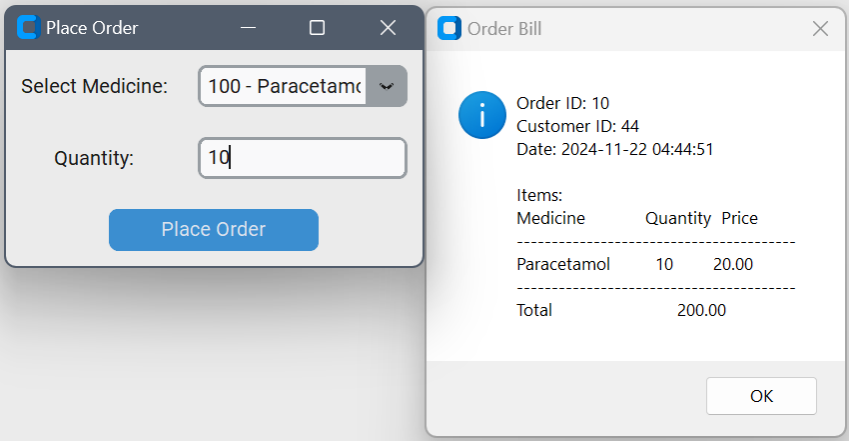 Place Order
Select Medicine: 100 - Paracetamo
Quantity: 10
Place Order
Order Bill
Order ID: 10
Customer ID: 44
Date: 2024-11-22 04:44:51
Items:
Medicine Quantity Price
----------------------------------------
Paracetamol 10 20.00
----------------------------------------
Total 200.00
OK